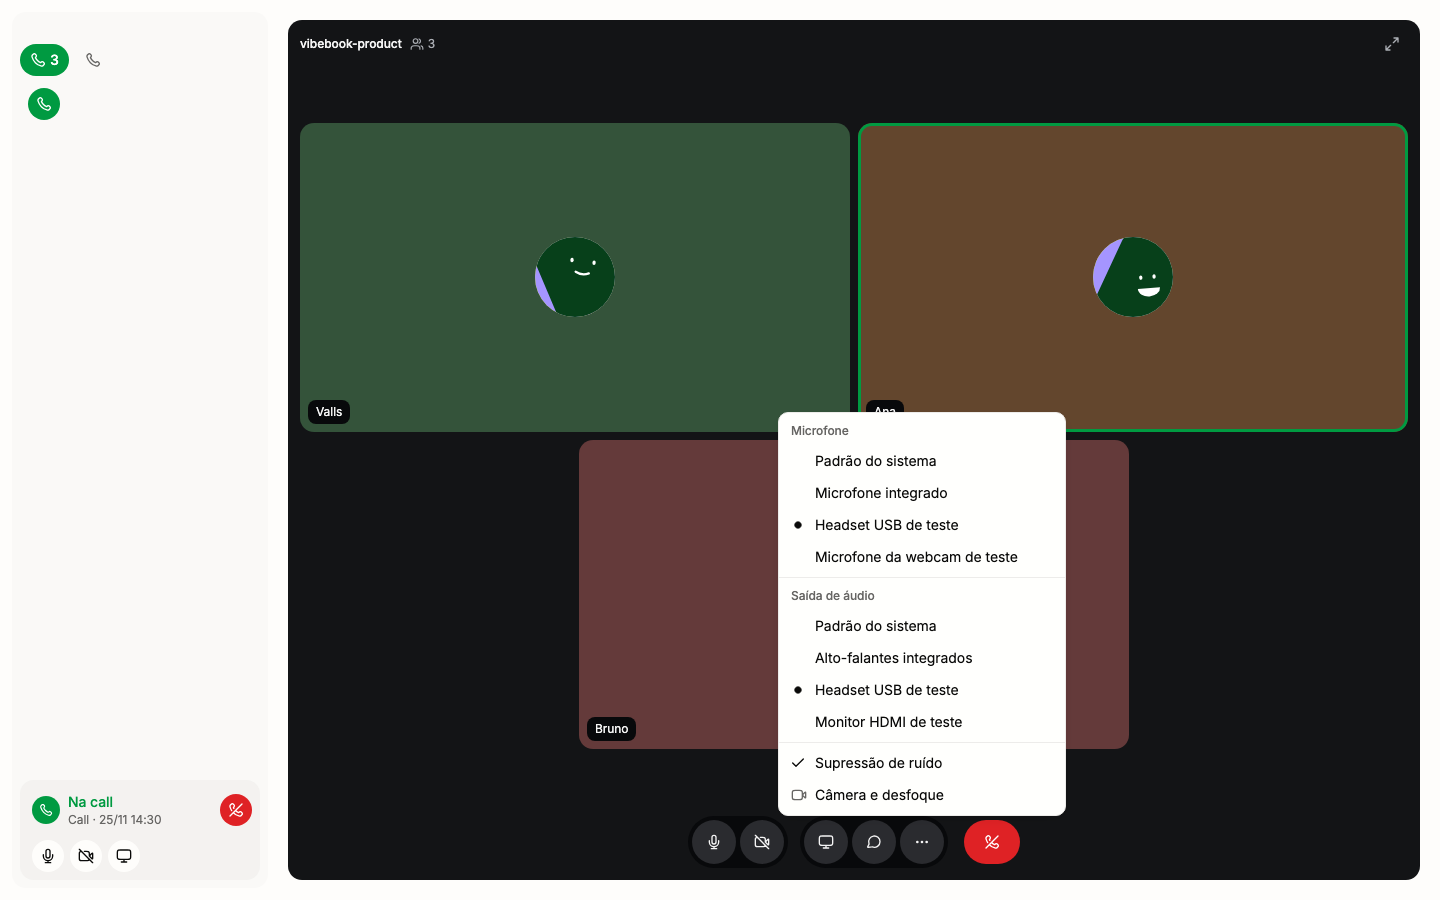 3
vibebook-product 3
Valls
Ana
Microfone
Padrão do sistema
Microfone integrado
Headset USB de teste
Microfone da webcam de teste
Saída de áudio
Padrão do sistema
Alto-falantes integrados
Headset USB de teste
Monitor HDMI de teste
Supressão de ruído
Câmera e desfoque
Bruno
Na call
Call · 25/11 14:30